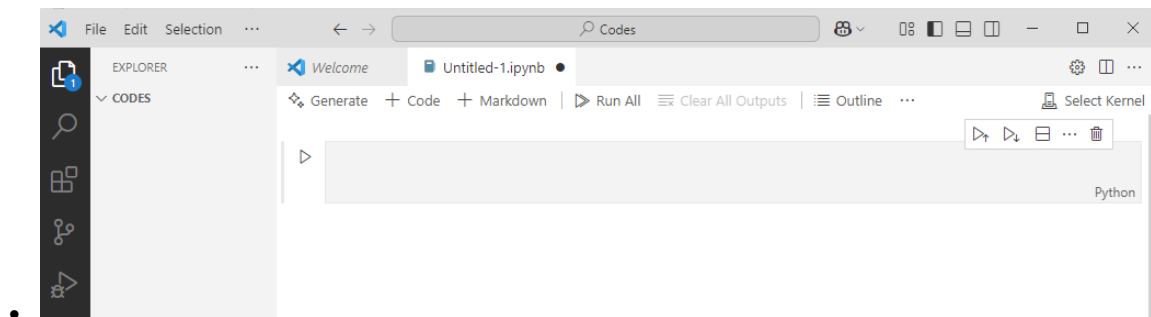 File Edit Selection ··· Codes
EXPLORER ··· Welcome Untitled-1.ipynb
1
CODES
Generate + Code + Markdown Run All Clear All Outputs Outline ··· Select Kernel
Python